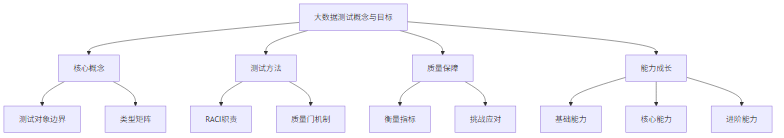 大数据测试概念与目标
核心概念
测试方法
质量保障
能力成长
测试对象边界
类型矩阵
RACI职责
质量门机制
衡量指标
挑战应对
基础能力
核心能力
进阶能力